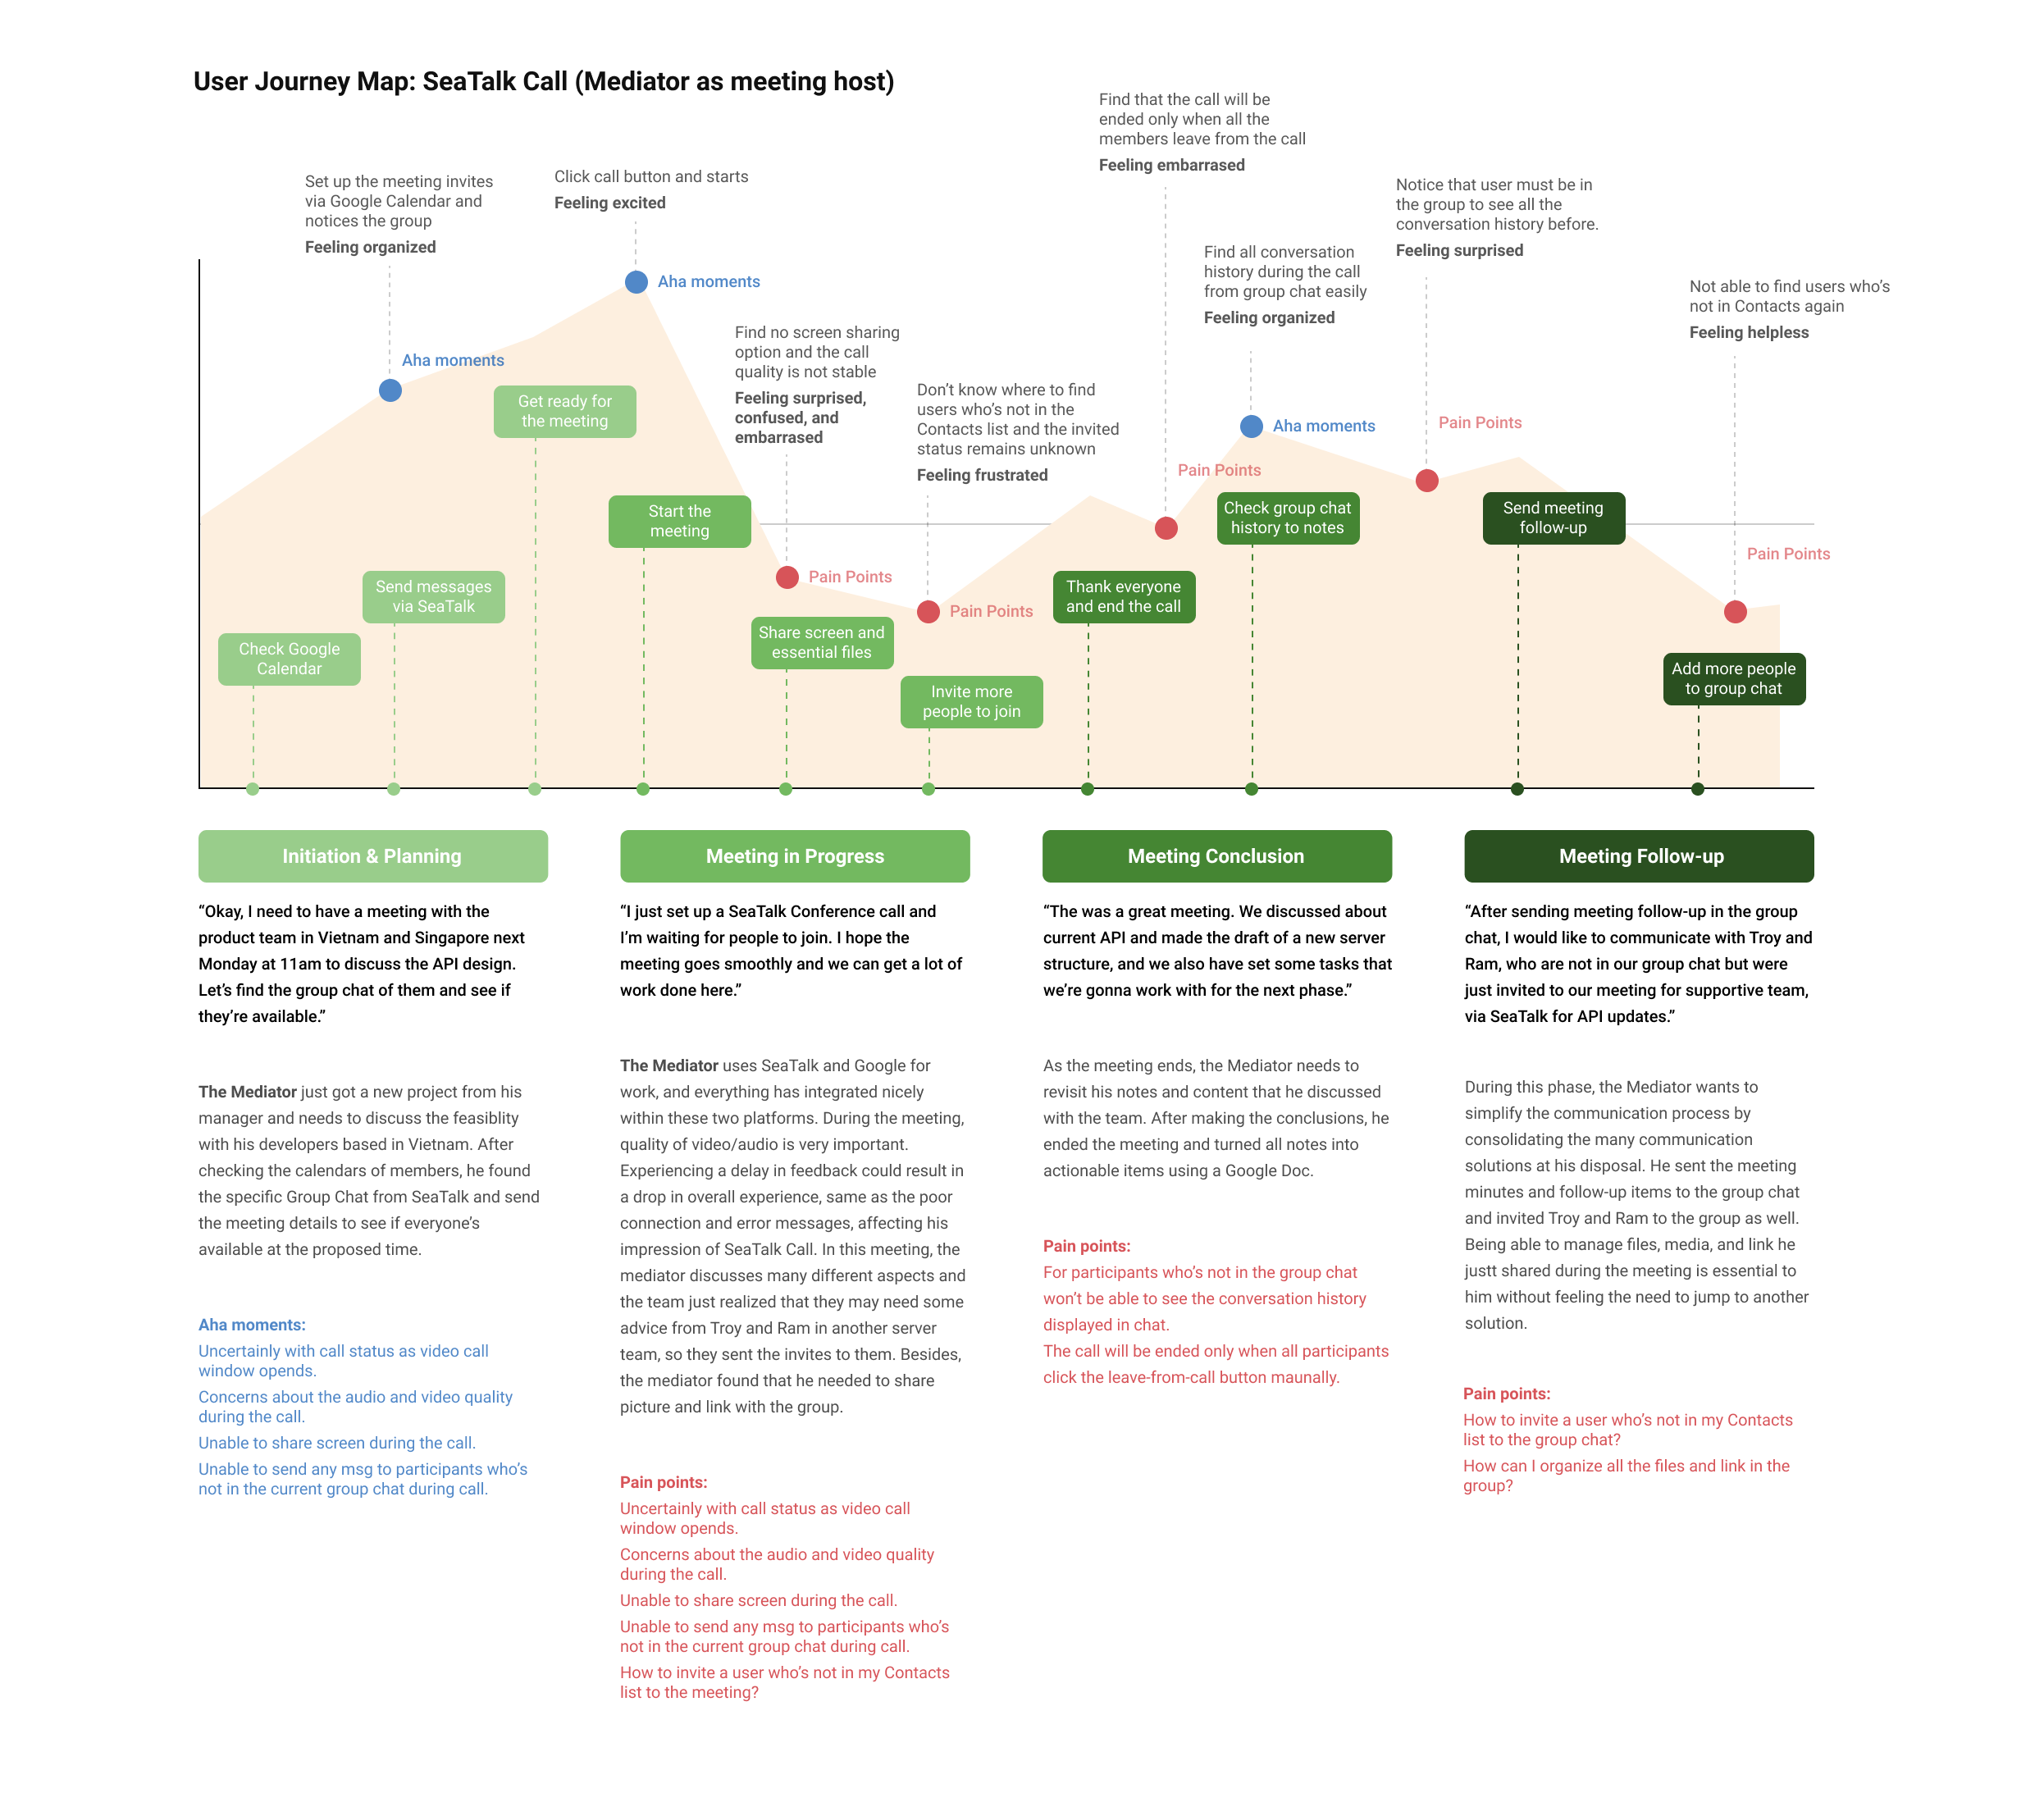 User Journey Map: SeaTalk Call (Mediator as meeting host)
Set up the meeting invites
via Google Calendar and
notices the group
Feeling organized
Aha moments
Click call button and starts
Feeling excited
Aha moments
Find no screen sharing
option and the call
quality is not stable
Feeling surprised,
confused, and
embarrased
Pain Points
Don’t know where to find
users who’s not in the
Contacts list and the invited
status remains unknown
Feeling frustrated
Pain Points
Find that the call will be
ended only when all the
members leave from the call
Feeling embarrased
Pain Points
Find all conversation
history during the call
from group chat easily
Feeling organized
Aha moments
Notice that user must be in
the group to see all the
conversation history before.
Feeling surprised
Pain Points
Not able to find users who’s
not in Contacts again
Feeling helpless
Pain Points
Check Google
Calendar
Send messages
via SeaTalk
Get ready for
the meeting
Start the
meeting
Share screen and
essential files
Invite more
people to join
Thank everyone
and end the call
Check group chat
history to notes
Send meeting
follow-up
Add more people
to group chat
Initiation & Planning
“Okay, I need to have a meeting with the
product team in Vietnam and Singapore next
Monday at 11am to discuss the API design.
Let’s find the group chat of them and see if
they’re available.”
The Mediator just got a new project from his
manager and needs to discuss the feasiblity
with his developers based in Vietnam. After
checking the calendars of members, he found
the specific Group Chat from SeaTalk and send
the meeting details to see if everyone’s
available at the proposed time.
Aha moments:
Uncertainly with call status as video call
window opends.
Concerns about the audio and video quality
during the call.
Unable to share screen during the call.
Unable to send any msg to participants who’s
not in the current group chat during call.
Meeting in Progress
“I just set up a SeaTalk Conference call and
I’m waiting for people to join. I hope the
meeting goes smoothly and we can get a lot of
work done here.”
The Mediator uses SeaTalk and Google for
work, and everything has integrated nicely
within these two platforms. During the meeting,
quality of video/audio is very important.
Experiencing a delay in feedback could result in
a drop in overall experience, same as the poor
connection and error messages, affecting his
impression of SeaTalk Call. In this meeting, the
mediator discusses many different aspects and
the team just realized that they may need some
advice from Troy and Ram in another server
team, so they sent the invites to them. Besides,
the mediator found that he needed to share
picture and link with the group.
Pain points:
Uncertainly with call status as video call
window opends.
Concerns about the audio and video quality
during the call.
Unable to share screen during the call.
Unable to send any msg to participants who’s
not in the current group chat during call.
How to invite a user who’s not in my Contacts
list to the meeting?
Meeting Conclusion
“The was a great meeting. We discussed about
current API and made the draft of a new server
structure, and we also have set some tasks that
we’re gonna work with for the next phase.”
As the meeting ends, the Mediator needs to
revisit his notes and content that he discussed
with the team. After making the conclusions, he
ended the meeting and turned all notes into
actionable items using a Google Doc.
Pain points:
For participants who’s not in the group chat
won’t be able to see the conversation history
displayed in chat.
The call will be ended only when all participants
click the leave-from-call button maunally.
Meeting Follow-up
“After sending meeting follow-up in the group
chat, I would like to communicate with Troy and
Ram, who are not in our group chat but were
just invited to our meeting for supportive team,
via SeaTalk for API updates.”
During this phase, the Mediator wants to
simplify the communication process by
consolidating the many communication
solutions at his disposal. He sent the meeting
minutes and follow-up items to the group chat
and invited Troy and Ram to the group as well.
Being able to manage files, media, and link he
justt shared during the meeting is essential to
him without feeling the need to jump to another
solution.
Pain points:
How to invite a user who’s not in my Contacts
list to the group chat?
How can I organize all the files and link in the
group?